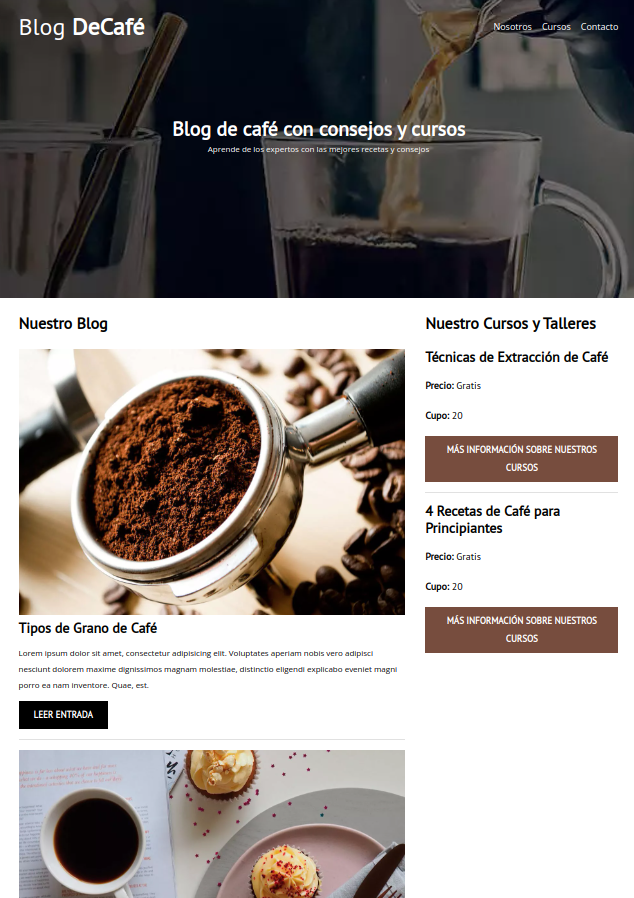 Blog DeCafé
Nosotros Cursos Contacto
Blog de café con consejos y cursos
Aprende de los expertos con las mejores recetas y consejos
Nuestro Blog
Tipos de Grano de Café
Lorem ipsum dolor sit amet, consectetur adipisicing elit. Voluptates aperiam nobis vero adipisci
nesciunt dolorem maxime dignissimos magnam molestiae, distinctio eligendi explicabo eveniet magni
porro ea nam inventore. Quae, est.
LEER ENTRADA
Nuestro Cursos y Talleres
Técnicas de Extracción de Café
Precio: Gratis
Cupo: 20
MÁS INFORMACIÓN SOBRE NUESTROS
CURSOS
4 Recetas de Café para
Principiantes
Precio: Gratis
Cupo: 20
MÁS INFORMACIÓN SOBRE NUESTROS
CURSOS